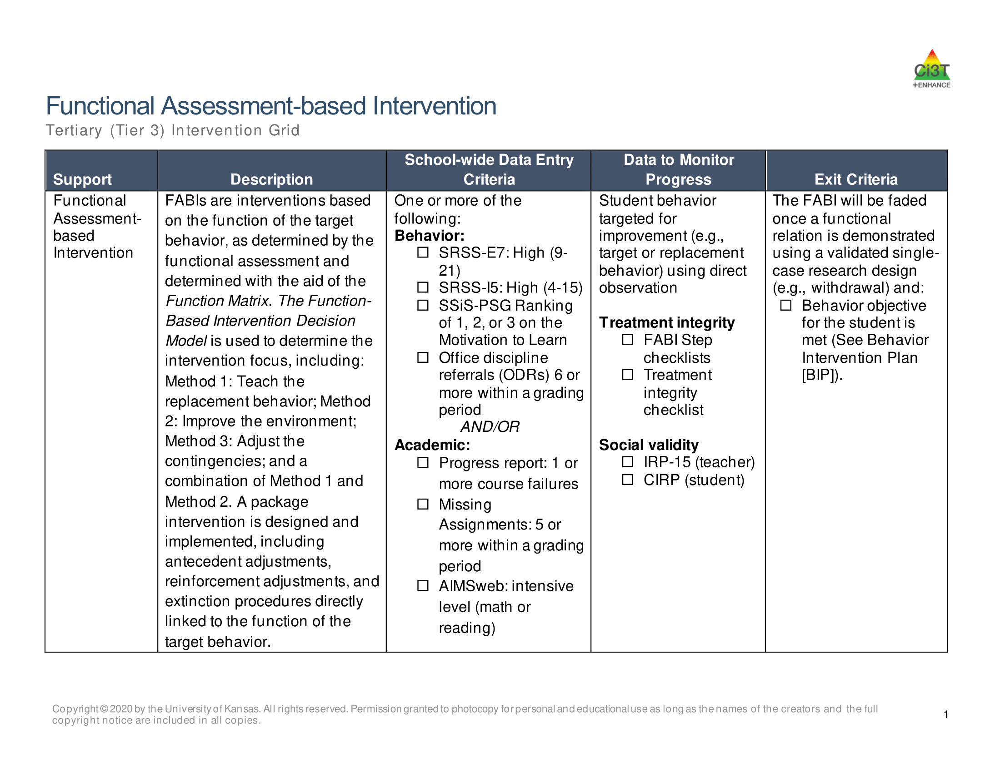 Ci3T
+ENHANCE
Functional Assessment-based Intervention
Tertiary (Tier 3) Intervention Grid
Support
Description
School-wide Data Entry
Criteria
Data to Monitor
Progress
Exit Criteria
Functional
Assessment-
based
Intervention
FABIs are interventions based
on the function of the target
behavior, as determined by the
functional assessment and
determined with the aid of the
Function Matrix. The Function-
Based Intervention Decision
Model is used to determine the
intervention focus, including:
Method 1: Teach the
replacement behavior; Method
2: Improve the environment;
Method 3: Adjust the
contingencies; and a
combination of Method 1 and
Method 2. A package
intervention is designed and
implemented, including
antecedent adjustments,
reinforcement adjustments, and
extinction procedures directly
linked to the function of the
target behavior.
One or more of the
following:
Behavior:
☐ SRSS-E7: High (9-
21)
☐ SRSS-I5: High (4-15)
☐ SSiS-PSG Ranking
of 1, 2, or 3 on the
Motivation to Learn
☐ Office discipline
referrals (ODRs) 6 or
more within a grading
period
AND/OR
Academic:
☐ Progress report: 1 or
more course failures
☐ Missing
Assignments: 5 or
more within a grading
period
☐ AIMSweb: intensive
level (math or
reading)
Student behavior
targeted for
improvement (e.g.,
target or replacement
behavior) using direct
observation
Treatment integrity
☐ FABI Step
checklists
☐ Treatment
integrity
checklist
Social validity
☐ IRP-15 (teacher)
☐ CIRP (student)
The FABI will be faded
once a functional
relation is demonstrated
using a validated single-
case research design
(e.g., withdrawal) and:
☐ Behavior objective
for the student is
met (See Behavior
Intervention Plan
[BIP]).
Copyright © 2020 by the University of Kansas. All rights reserved. Permission granted to photocopy for personal and educational use as long as the names of the creators and the full
copyright notice are included in all copies.
1